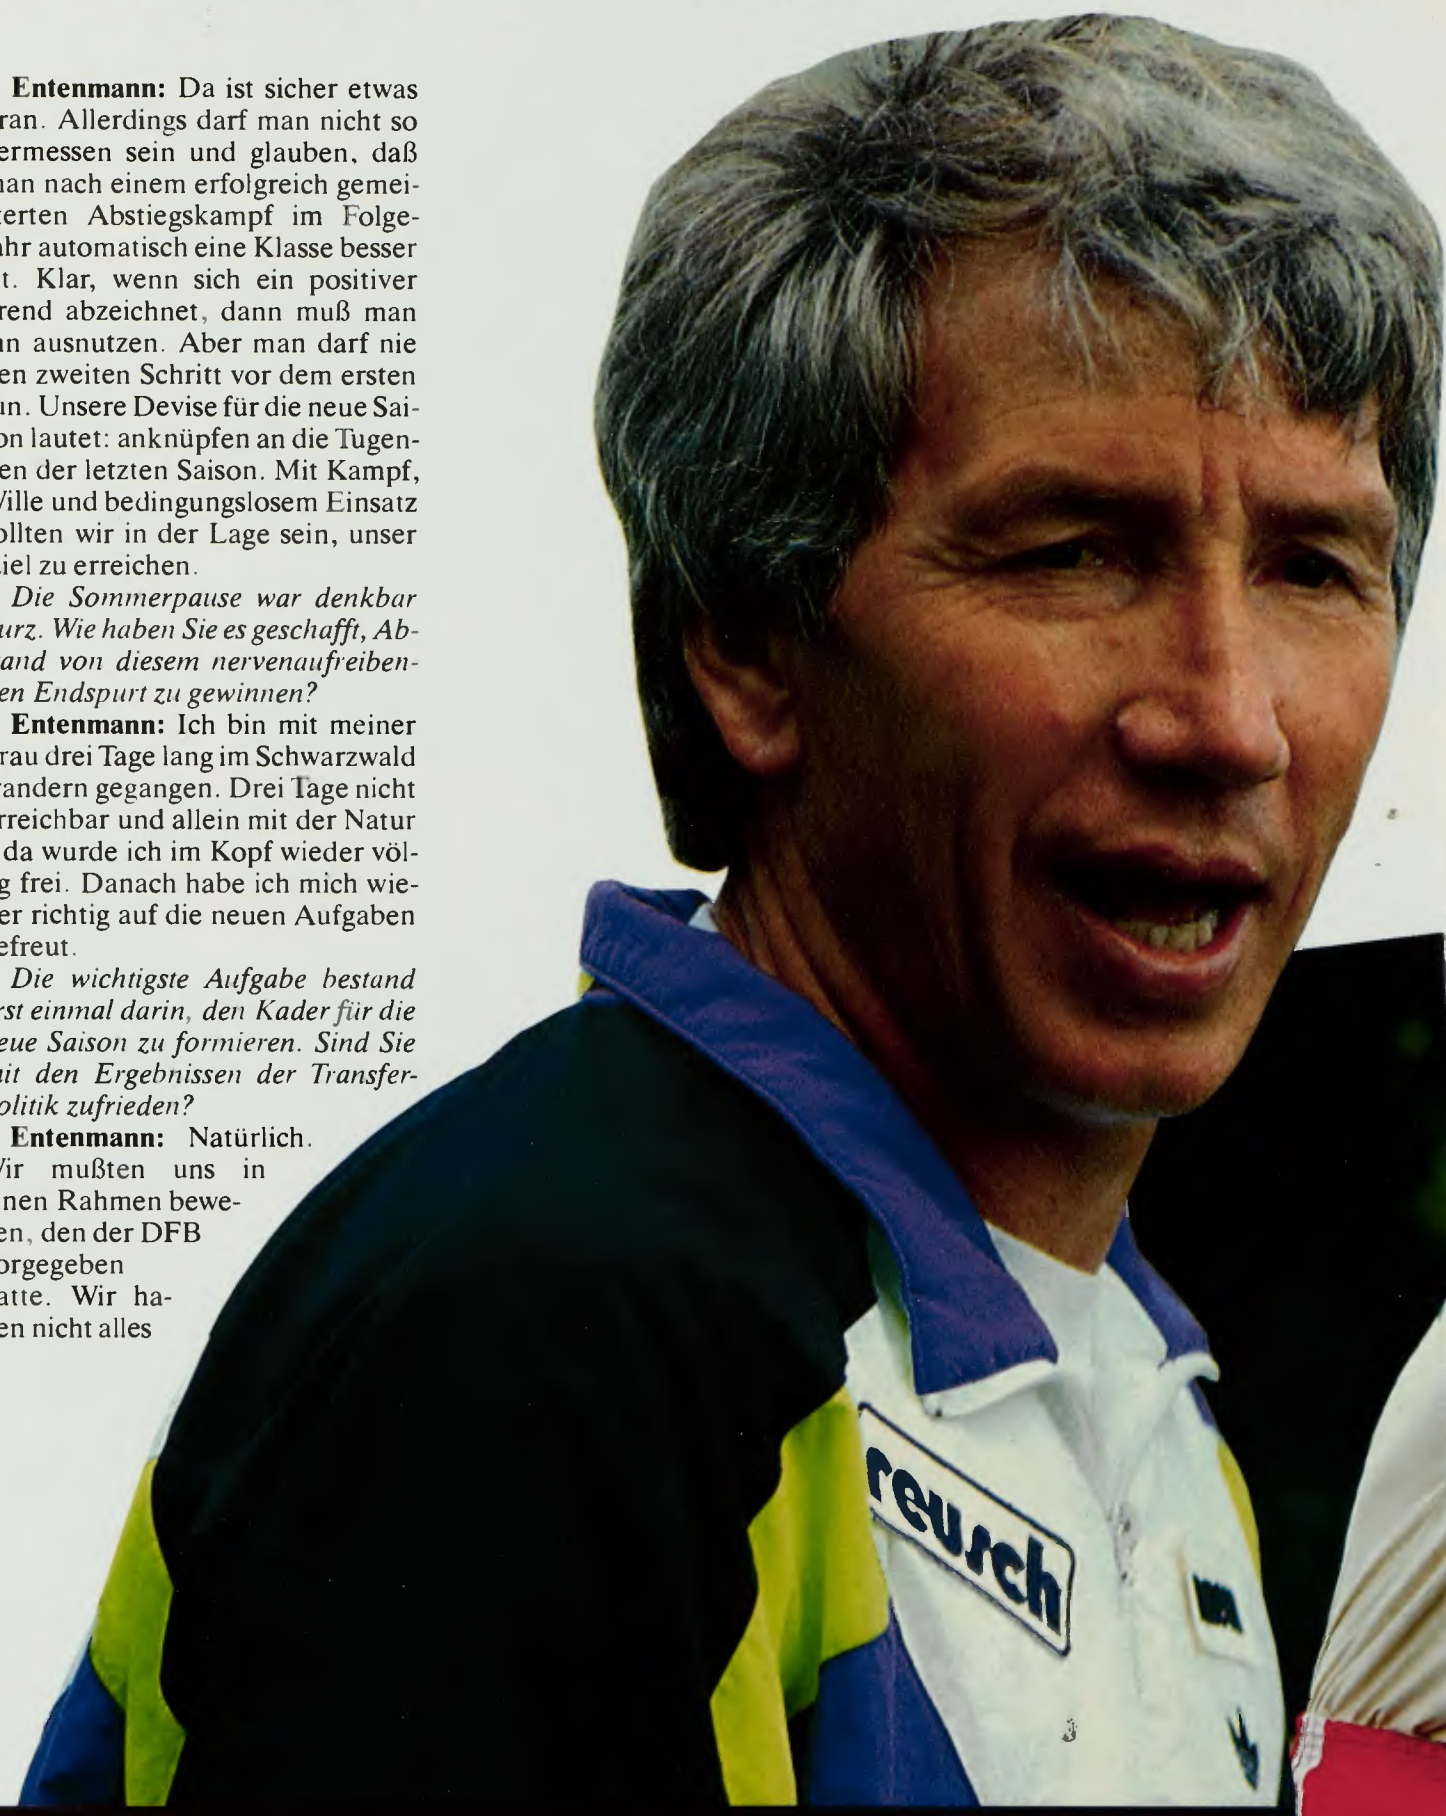 Entenmann: Da ist sicher etwas
ran. Allerdings darf man nicht so
ermessen sein und glauben, daß
nan nach einem erfolgreich gemei-
terten Abstiegskampf im Folge-
ahr automatisch eine Klasse besser
t. Klar, wenn sich ein positiver
rend abzeichnet, dann muß man
hn ausnutzen. Aber man darf nie
en zweiten Schritt vor dem ersten
un. Unsere Devise für die neue Sai-
on lautet: anknüpfen an die Tugen-
en der letzten Saison. Mit Kampf,
Ville und bedingungslosem Einsatz
ollten wir in der Lage sein, unser
iel zu erreichen.
Die Sommerpause war denkbar
urz. Wie haben Sie es geschafft, Ab-
tand von diesem nervenaufreiben-
en Endspurt zu gewinnen?
Entenmann: Ich bin mit meiner
rau drei Tage lang im Schwarzwald
andern gegangen. Drei Tage nicht
rreichbar und allein mit der Natur
da wurde ich im Kopf wieder völ-
g frei. Danach habe ich mich wie-
er richtig auf die neuen Aufgaben
efreut.
Die wichtigste Aufgabe bestand
rst einmal darin, den Kader für die
eue Saison zu formieren. Sind Sie
nit den Ergebnissen der Transfer-
olitik zufrieden?
Entenmann: Natürlich.
Vir mußten uns in
inen Rahmen bewe-
en, den der DFB
orgegeben
atte. Wir ha-
en nicht alles
reusch